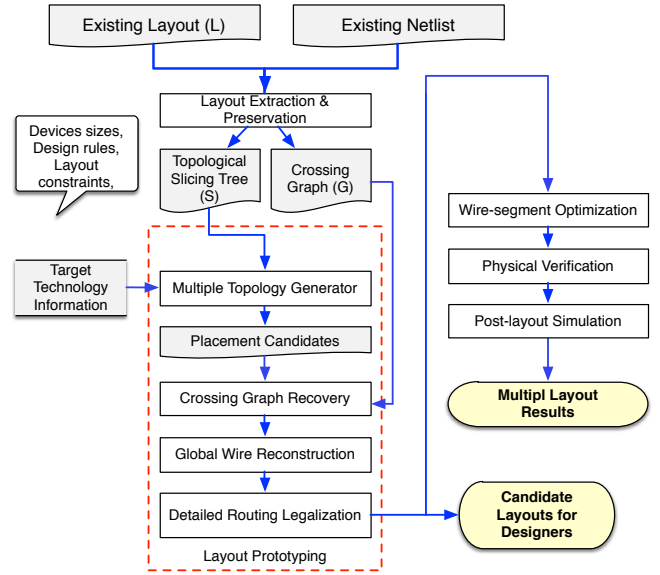 Existing Layout (L)
Existing Netlist
Layout Extraction &
Preservation
Devices sizes,
Design rules,
Layout
constraints,
Topological
Slicing Tree
(S)
Crossing
Graph (G)
Target
Technology
Information
Multiple Topology Generator
Placement Candidates
Crossing Graph Recovery
Global Wire Reconstruction
Detailed Routing Legalization
Layout Prototyping
Wire-segment Optimization
Physical Verification
Post-layout Simulation
Multipl Layout
Results
Candidate
Layouts for
Designers